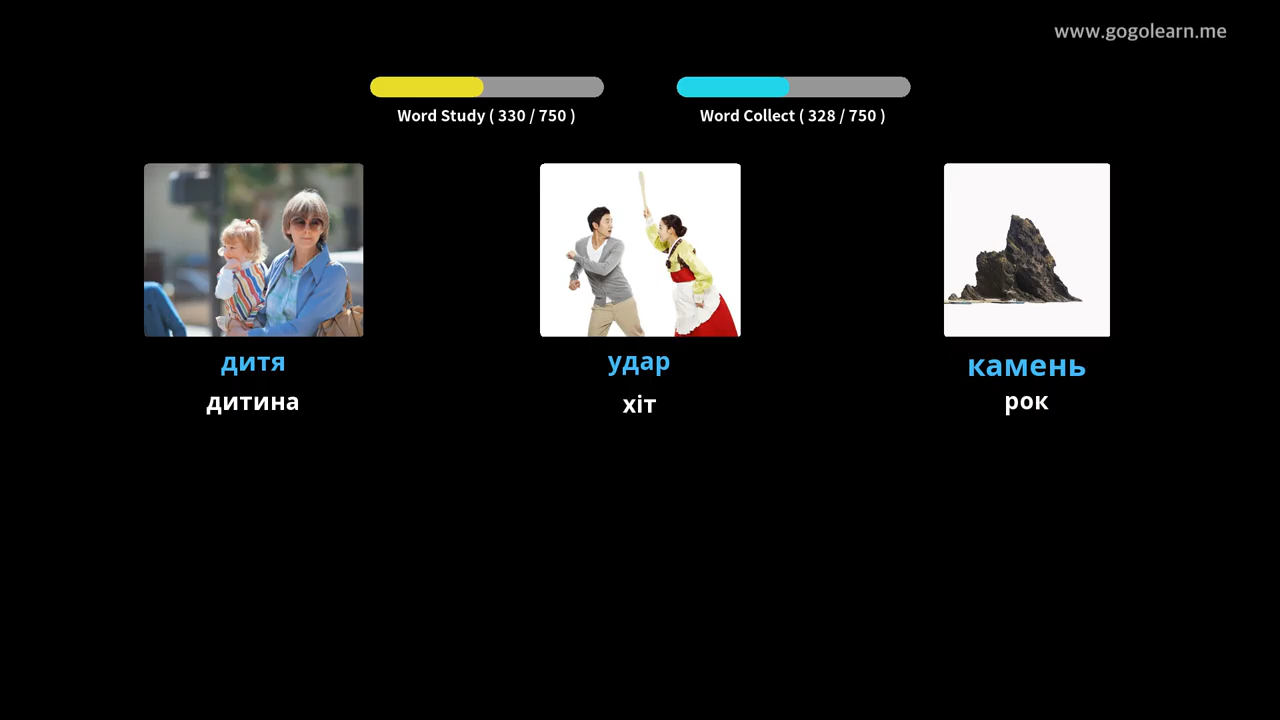 www.gogolearn.me
Word Study ( 330 / 750 )
Word Collect ( 328 / 750 )
дитя
удар
камень
дитина
хіт
рок